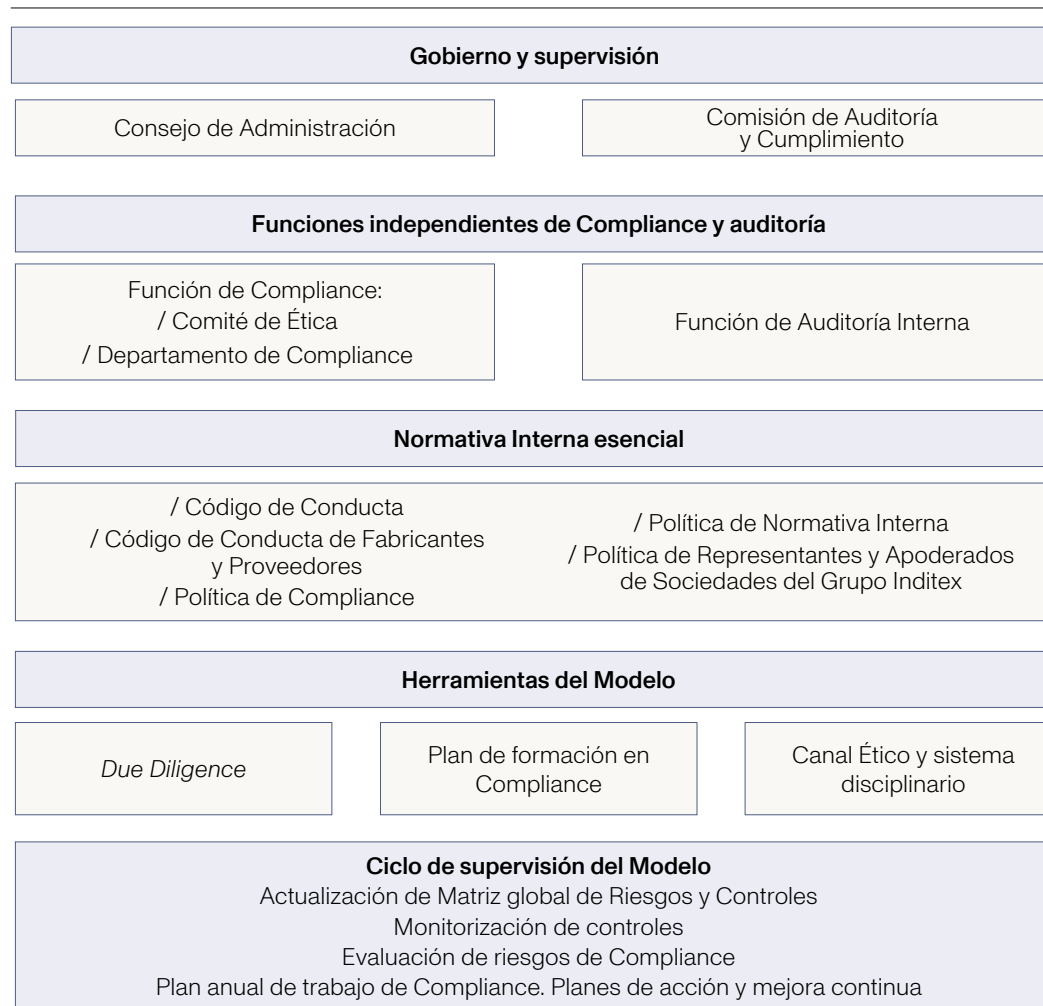 Gobierno y supervisión
Consejo de Administración
Comisión de Auditoría
y Cumplimiento
Funciones independientes de Compliance y auditoría
Función de Compliance:
/ Comité de Ética
/ Departamento de Compliance
Función de Auditoría Interna
Normativa Interna esencial
/ Código de Conducta
/ Código de Conducta de Fabricantes
y Proveedores
/ Política de Compliance
/ Política de Normativa Interna
/ Política de Representantes y Apoderados
de Sociedades del Grupo Inditex
Herramientas del Modelo
Due Diligence
Plan de formación en
Compliance
Canal Ético y sistema
disciplinario
Ciclo de supervisión del Modelo
Actualización de Matriz global de Riesgos y Controles
Monitorización de controles
Evaluación de riesgos de Compliance
Plan anual de trabajo de Compliance. Planes de acción y mejora continua